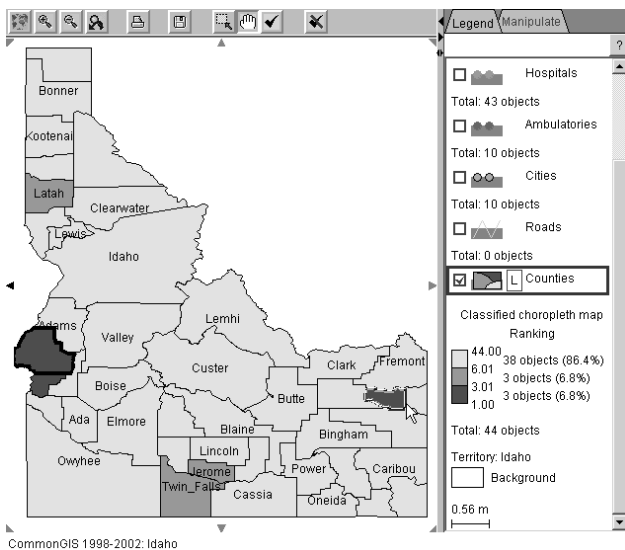 Legend Manipulate
?
Bonner
Kootenai
Latah
Clearwater
Lewis
Idaho
Adams
Valley
Lemhi
Custer
Clark
Fremont
Boise
Butte
Ada
Elmore
Blaine
Bingham
Owyhee
Lincoln
Jerome
Power
Caribou
Twin_Falls
Cassia
Oneida
Hospitals
Total: 43 objects
Ambulatories
Total: 10 objects
Cities
Total: 10 objects
Roads
Total: 0 objects
L Counties
Classified choropleth map
Ranking
44.00
38 objects (86.4%)
6.01
3 objects (6.8%)
3.01
3 objects (6.8%)
1.00
Total: 44 objects
Territory: Idaho
Background
0.56 m
CommonGIS 1998-2002: Idaho